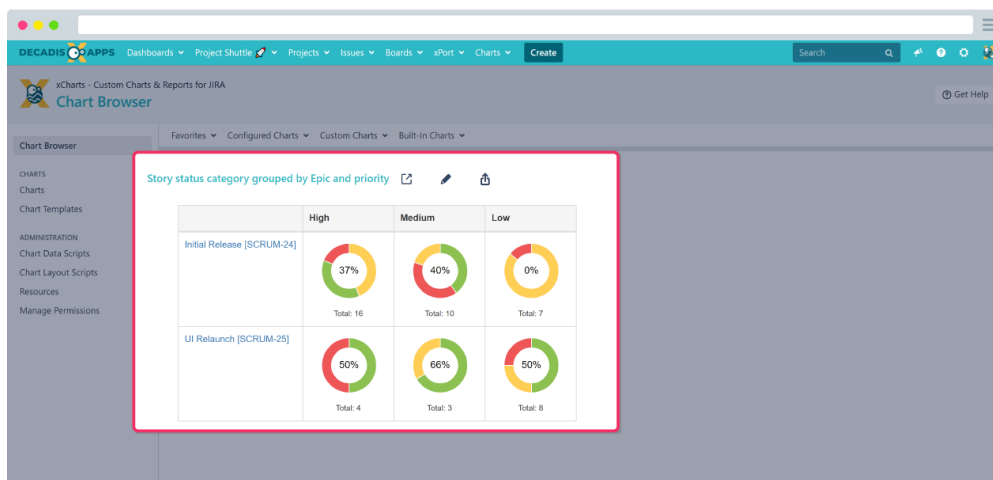 DECADIS APPS Dashboards Project Shuttle Projects Issues Boards xPort Charts Create Search
xCharts - Custom Charts & Reports for JIRA
Chart Browser
Get Help
Chart Browser
Favorites Configured Charts Custom Charts Built-In Charts
CHARTS
Charts
Chart Templates
ADMINISTRATION
Chart Data Scripts
Chart Layout Scripts
Resources
Manage Permissions
Story status category grouped by Epic and priority
High Medium Low
Initial Release [SCRUM-24]
37% 40% 0%
Total: 16 Total: 10 Total: 7
UI Relaunch [SCRUM-25]
50% 66% 50%
Total: 4 Total: 3 Total: 8